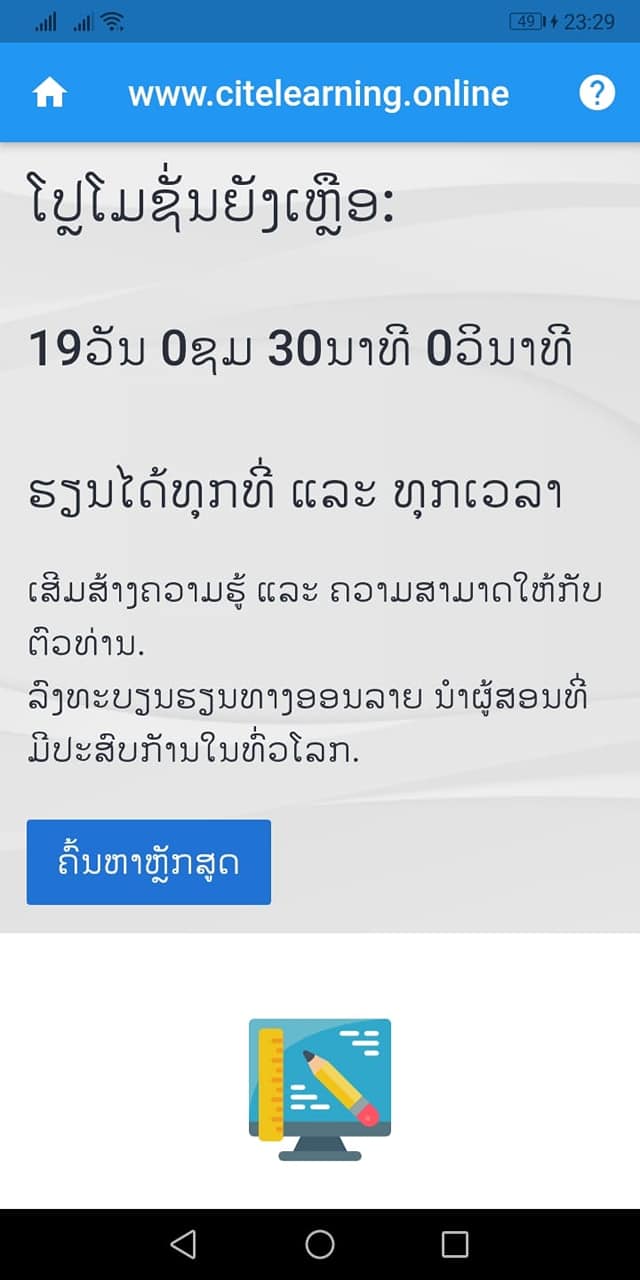 49 23:29
www.citelearning.online
ໂປຼໂມຊັ່ນຍັງເຫຼືອ:
19ວັນ 0ຊມ 30ນາທີ 0ວິນາທີ
ຮຽນໄດ້ທຸກທີ່ ແລະ ທຸກເວລາ
ເສີມສ້າງຄວາມຮູ້ ແລະ ຄວາມສາມາດໃຫ້ກັບ
ຕົວທ່ານ.
ລົງທະບຽນຮຽນທາງອອນລາຍ ນຳຜູ້ສອນທີ່
ມີປະສົບກ້ານໃນທົ່ວໂລກ.
ຄົ້ນຫາຫຼັກສູດ